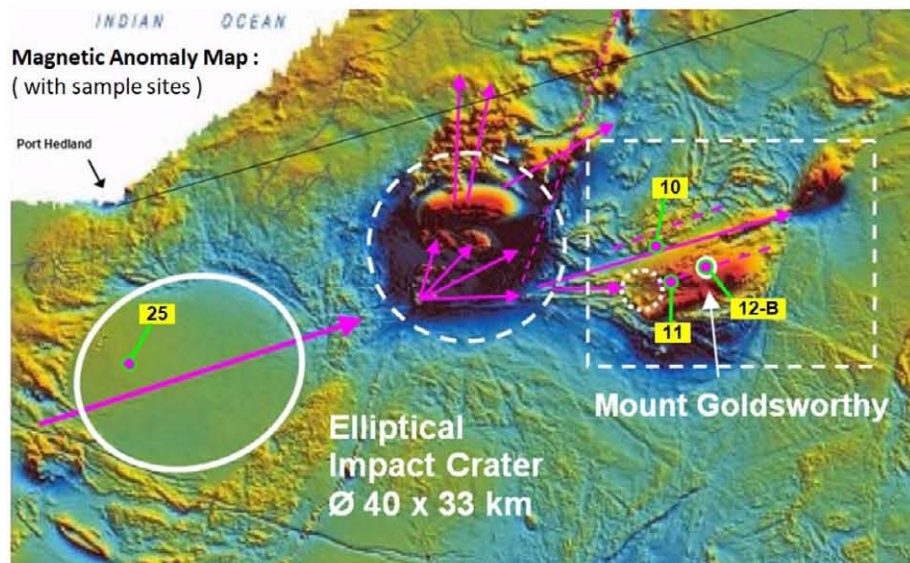 INDIAN OCEAN
Magnetic Anomaly Map :
( with sample sites )
Port Hedland
10
25
11
12-B
Mount Goldsworthy
Elliptical
Impact Crater
Ø 40 x 33 km